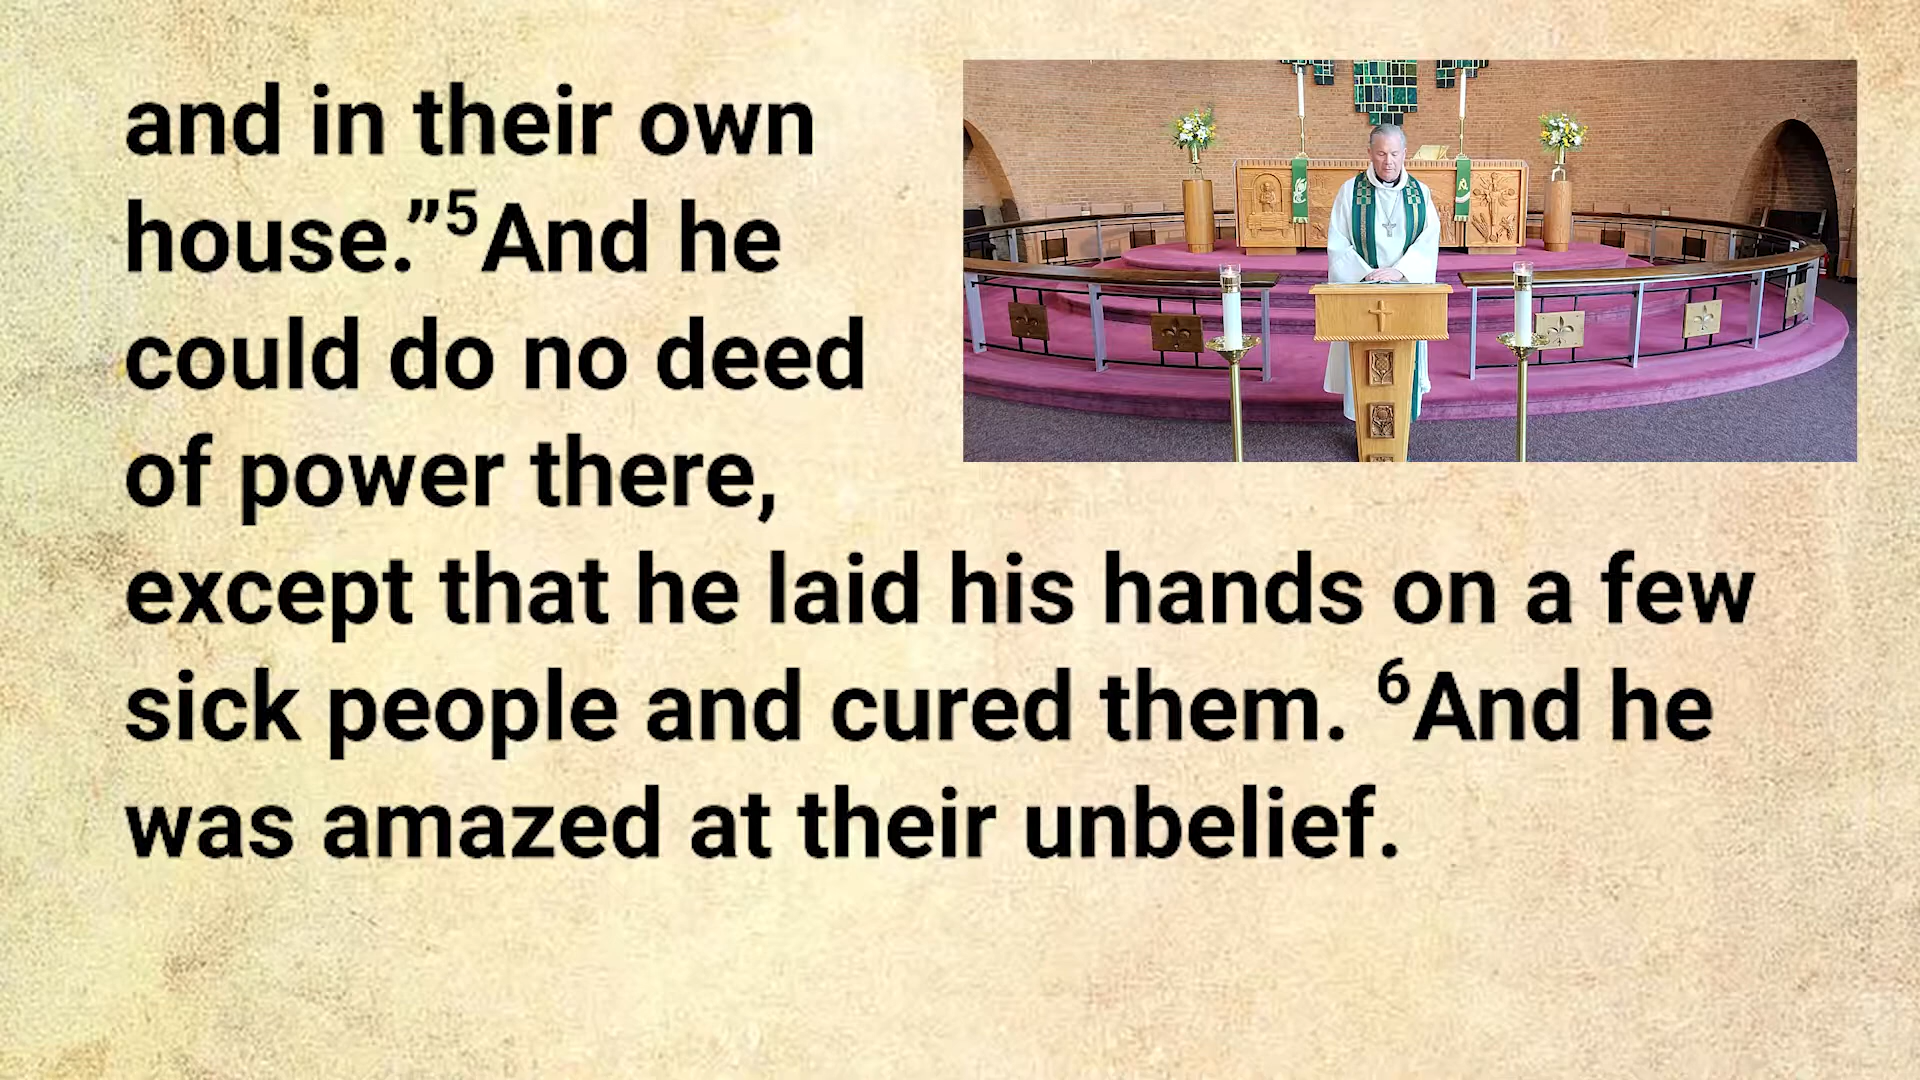 and in their own
house.”⁵And he
could do no deed
of power there,
except that he laid his hands on a few
sick people and cured them. ⁶And he
was amazed at their unbelief.